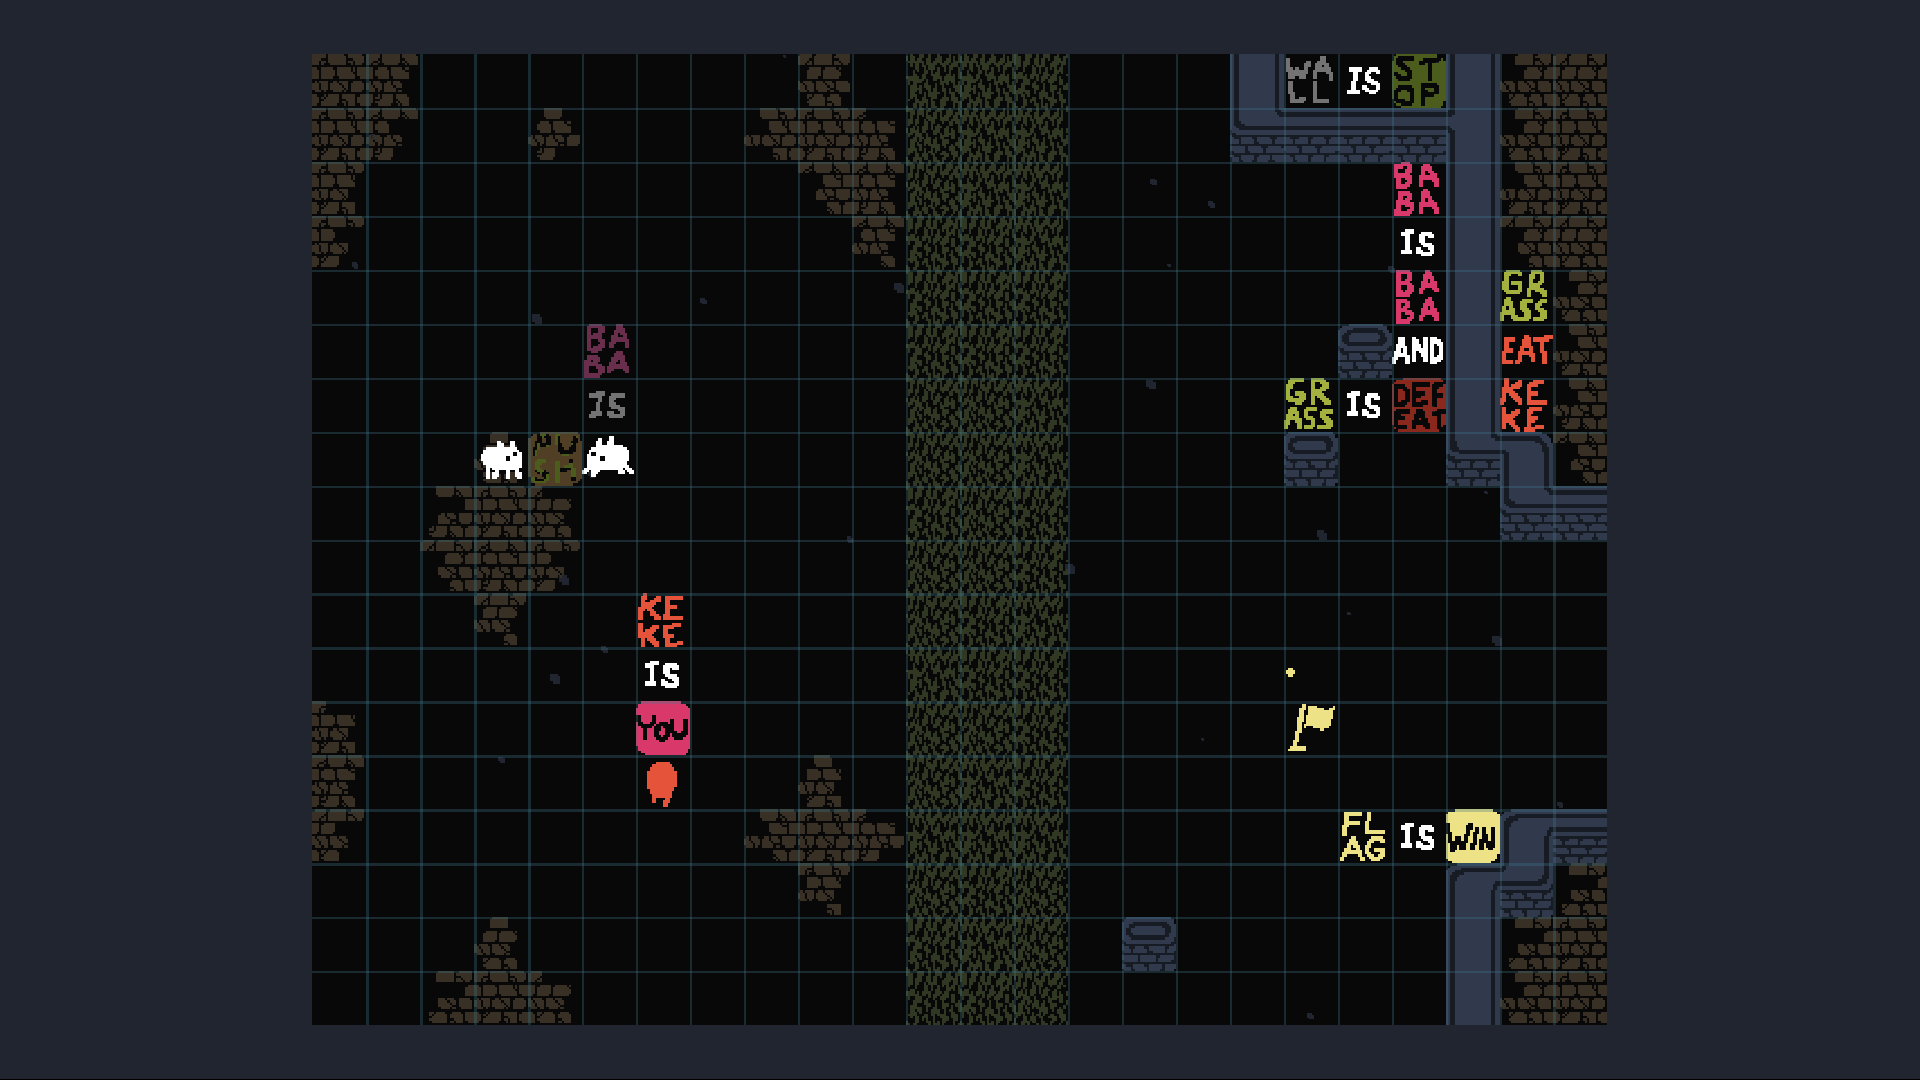 WALL IS STOP
BABA
IS
BABA GRASS
BABA AND EAT
IS GRASS IS DEFEAT KEKE
PUSH
KEKE
IS
YOU
FLAG IS WIN